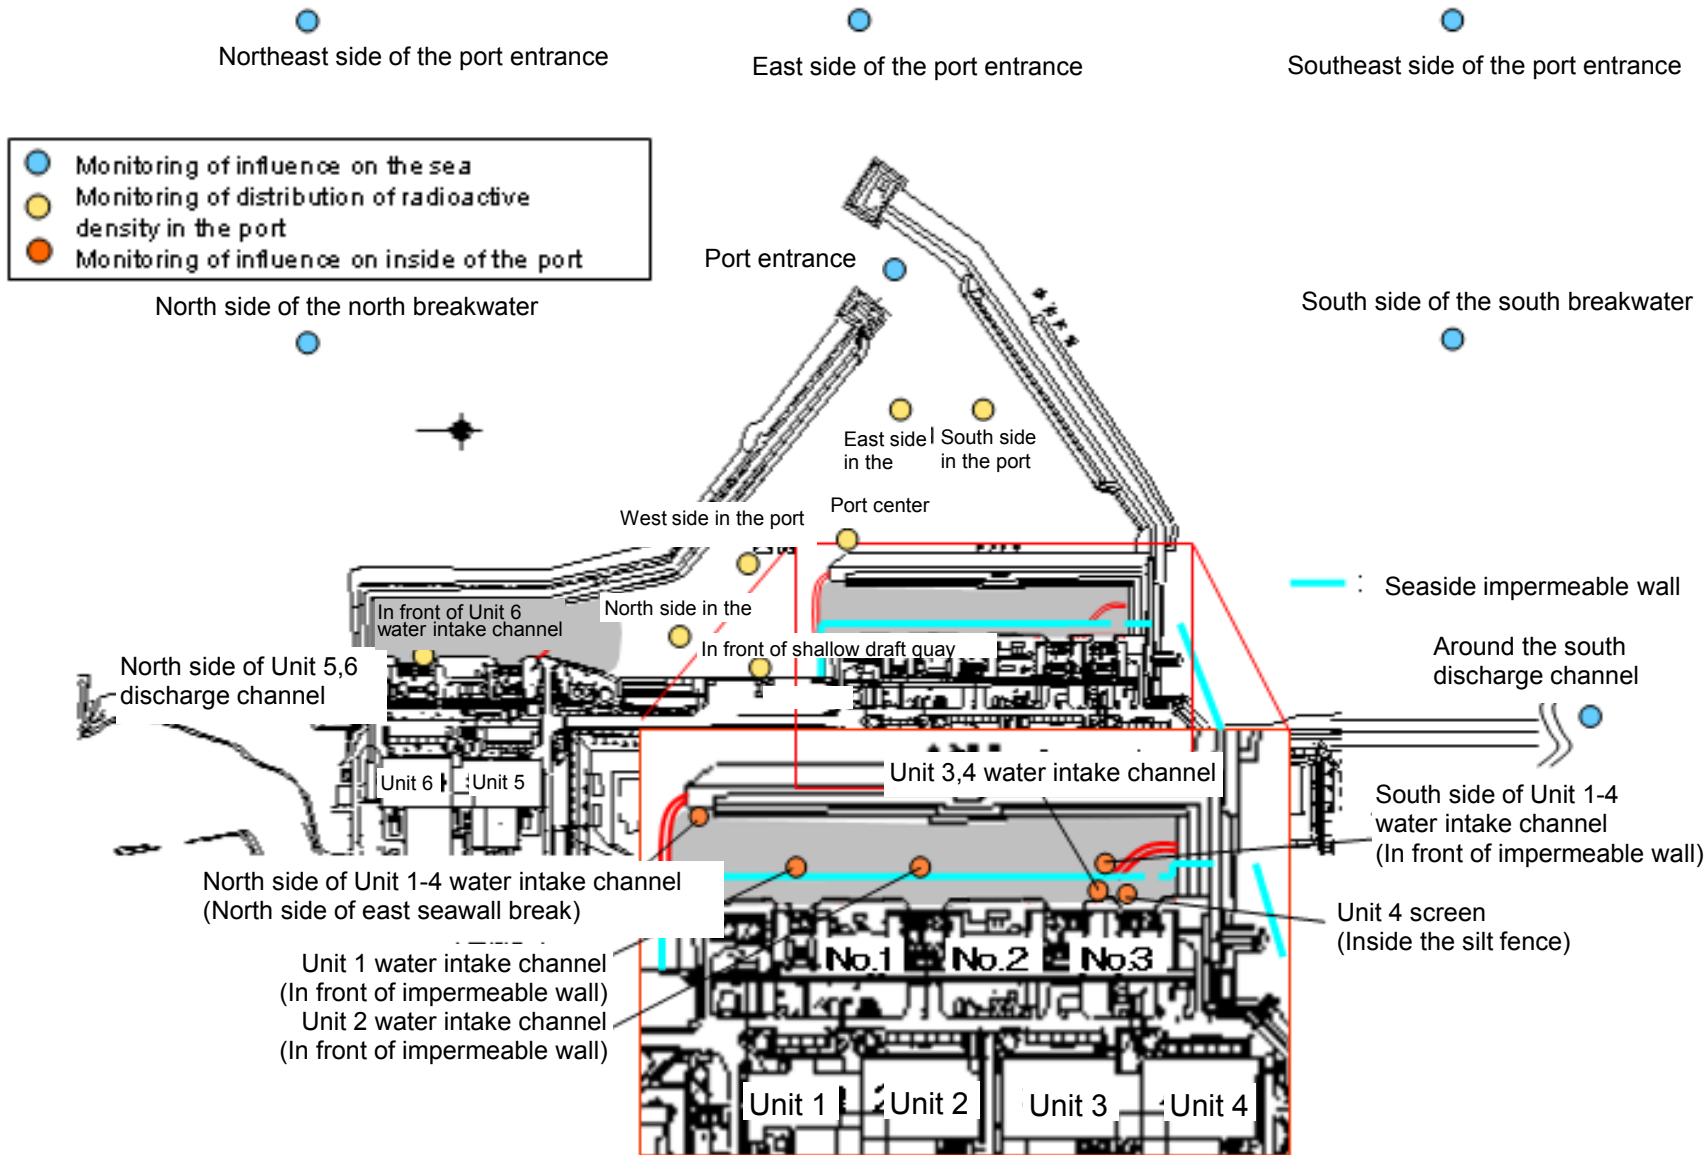 Northeast side of the port entrance
East side of the port entrance
Southeast side of the port entrance
Monitoring of influence on the sea
Monitoring of distribution of radioactive
density in the port
Monitoring of influence on inside of the port
Port entrance
North side of the north breakwater
South side of the south breakwater
East side
in the
South side
in the port
Port center
West side in the port
: Seaside impermeable wall
In front of Unit 6
water intake channel
North side in the
In front of shallow draft quay
North side of Unit 5,6
discharge channel
Around the south
discharge channel
Unit 6
Unit 5
Unit 3,4 water intake channel
South side of Unit 1-4
water intake channel
(In front of impermeable wall)
North side of Unit 1-4 water intake channel
(North side of east seawall break)
Unit 4 screen
(Inside the silt fence)
Unit 1 water intake channel
(In front of impermeable wall)
Unit 2 water intake channel
(In front of impermeable wall)
No.1
No.2
No.3
Unit 1
Unit 2
Unit 3
Unit 4